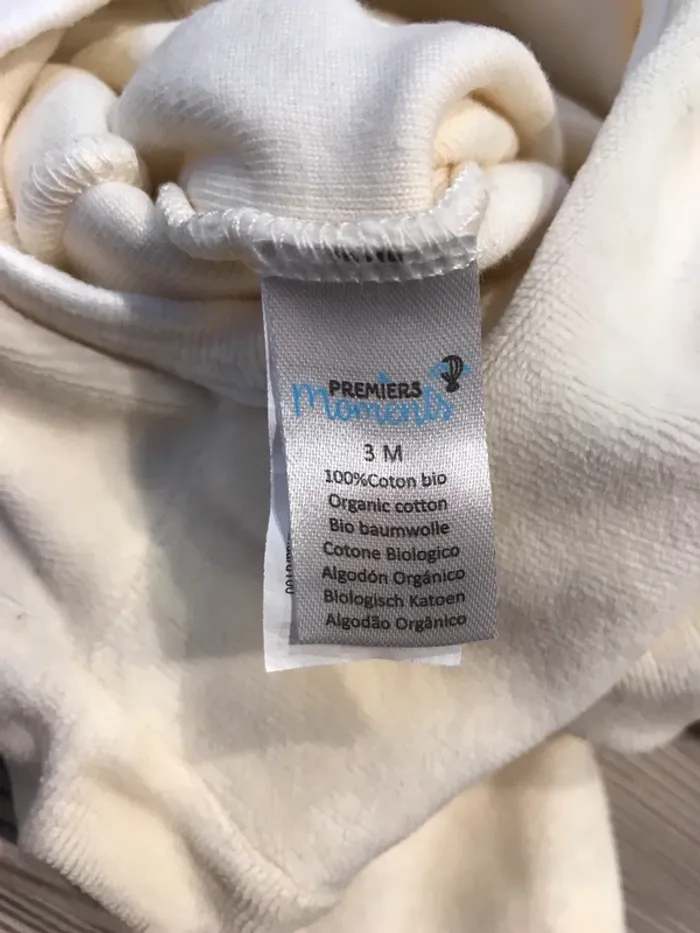 PREMIERS
Moments
3 M
100%Coton bio
Organic cotton
Bio baumwolle
Cotone Biologico
Algodón Orgánico
Biologisch Katoen
Algodão Orgânico